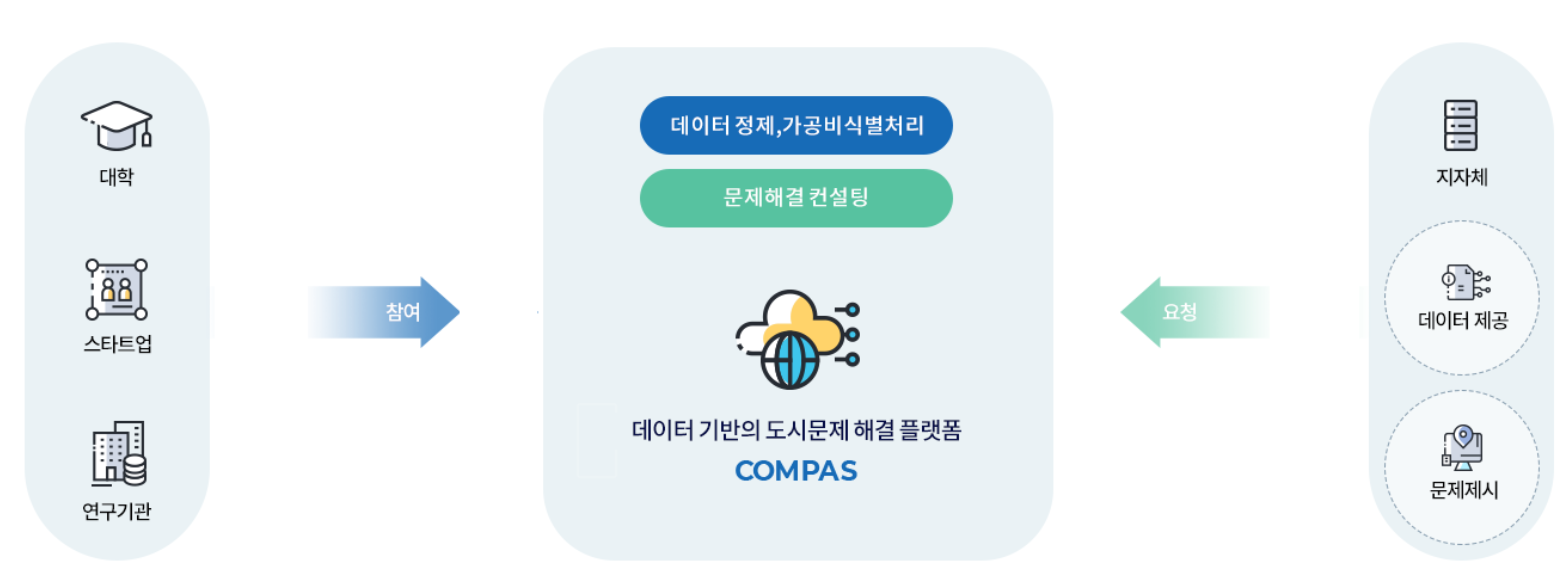 대학
스타트업
연구기관
참여
데이터 정제,가공비식별처리
문제해결 컨설팅
데이터 기반의 도시문제 해결 플랫폼
COMPAS
요청
지자체
데이터 제공
문제제시